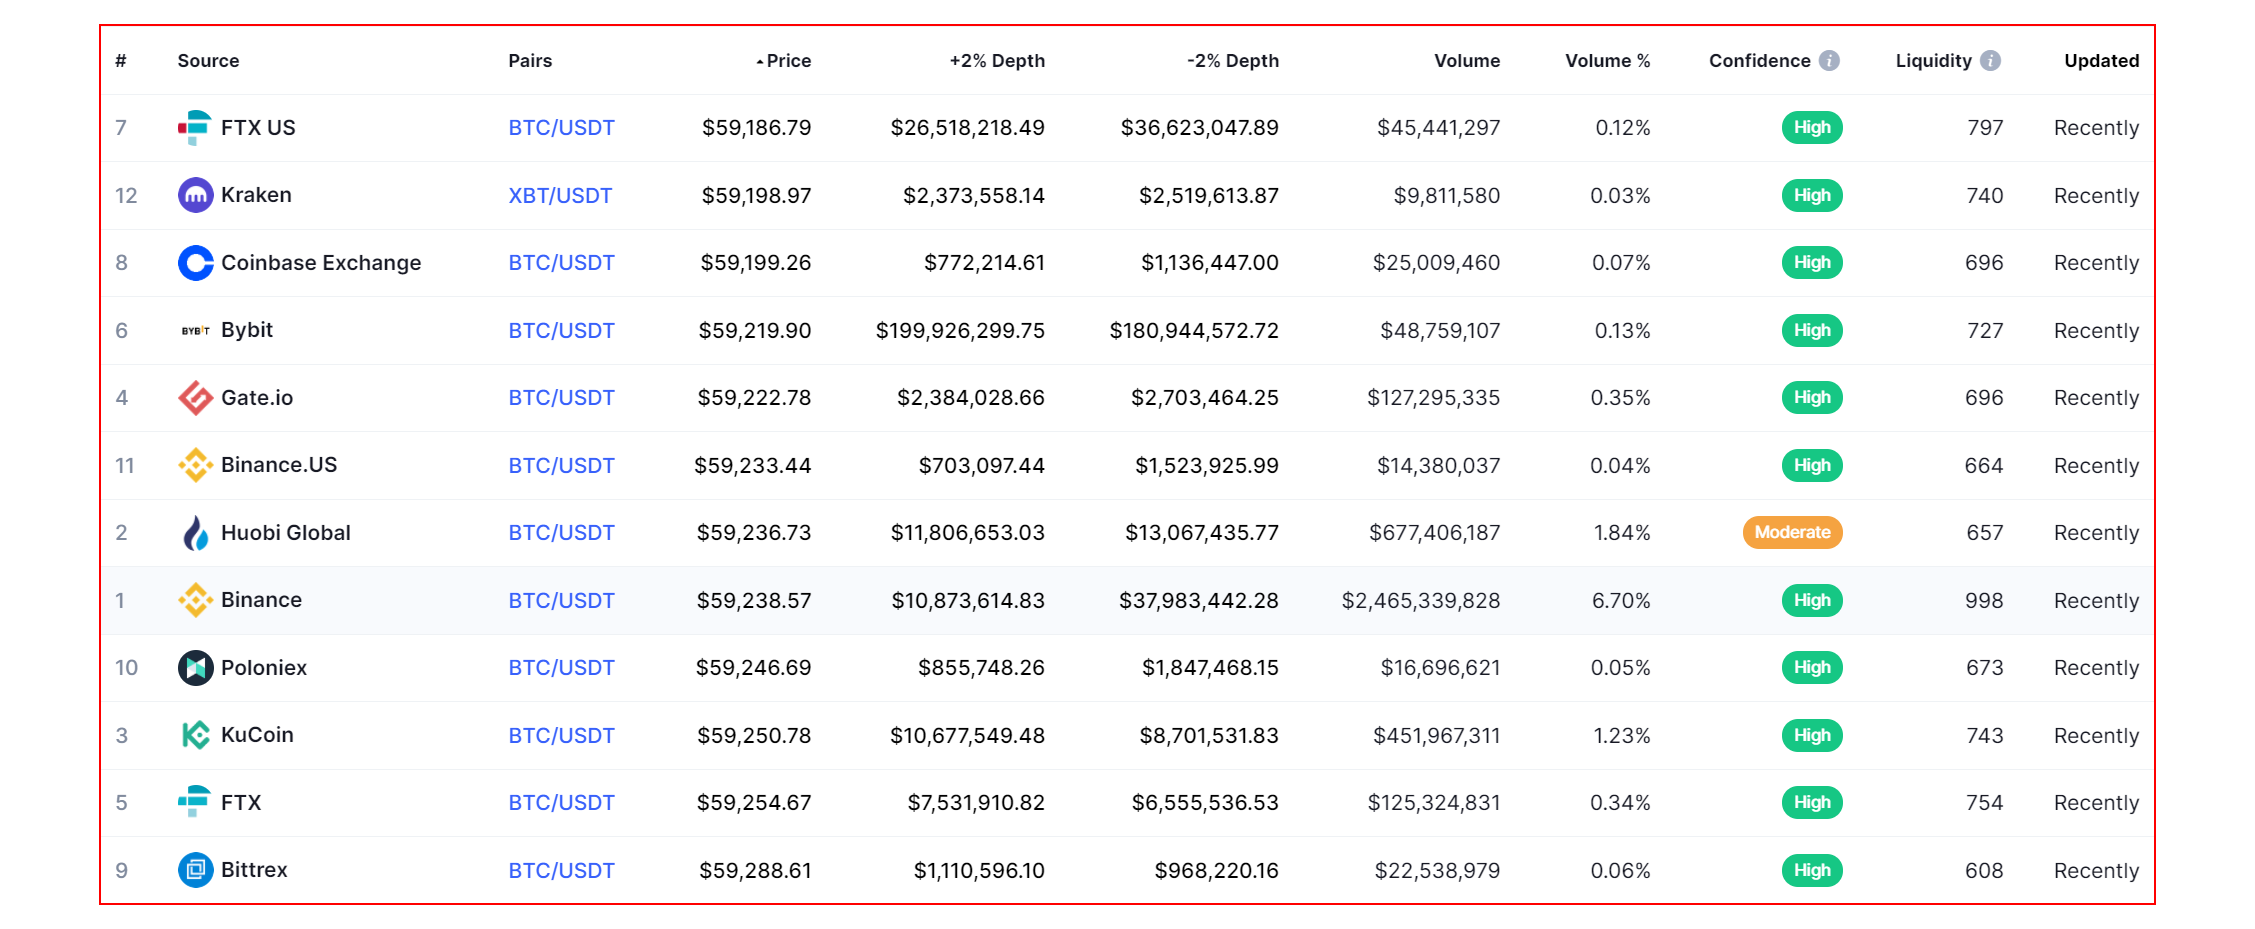 # Source Pairs Price +2% Depth -2% Depth Volume Volume % Confidence Liquidity Updated
7 FTX US BTC/USDT $59,186.79 $26,518,218.49 $36,623,047.89 $45,441,297 0.12% High 797 Recently
12 Kraken XBT/USDT $59,198.97 $2,373,558.14 $2,519,613.87 $9,811,580 0.03% High 740 Recently
8 Coinbase Exchange BTC/USDT $59,199.26 $772,214.61 $1,136,447.00 $25,009,460 0.07% High 696 Recently
6 BYBIT Bybit BTC/USDT $59,219.90 $199,926,299.75 $180,944,572.72 $48,759,107 0.13% High 727 Recently
4 Gate.io BTC/USDT $59,222.78 $2,384,028.66 $2,703,464.25 $127,295,335 0.35% High 696 Recently
11 Binance.US BTC/USDT $59,233.44 $703,097.44 $1,523,925.99 $14,380,037 0.04% High 664 Recently
2 Huobi Global BTC/USDT $59,236.73 $11,806,653.03 $13,067,435.77 $677,406,187 1.84% Moderate 657 Recently
1 Binance BTC/USDT $59,238.57 $10,873,614.83 $37,983,442.28 $2,465,339,828 6.70% High 998 Recently
10 Poloniex BTC/USDT $59,246.69 $855,748.26 $1,847,468.15 $16,696,621 0.05% High 673 Recently
3 KuCoin BTC/USDT $59,250.78 $10,677,549.48 $8,701,531.83 $451,967,311 1.23% High 743 Recently
5 FTX BTC/USDT $59,254.67 $7,531,910.82 $6,555,536.53 $125,324,831 0.34% High 754 Recently
9 Bittrex BTC/USDT $59,288.61 $1,110,596.10 $968,220.16 $22,538,979 0.06% High 608 Recently